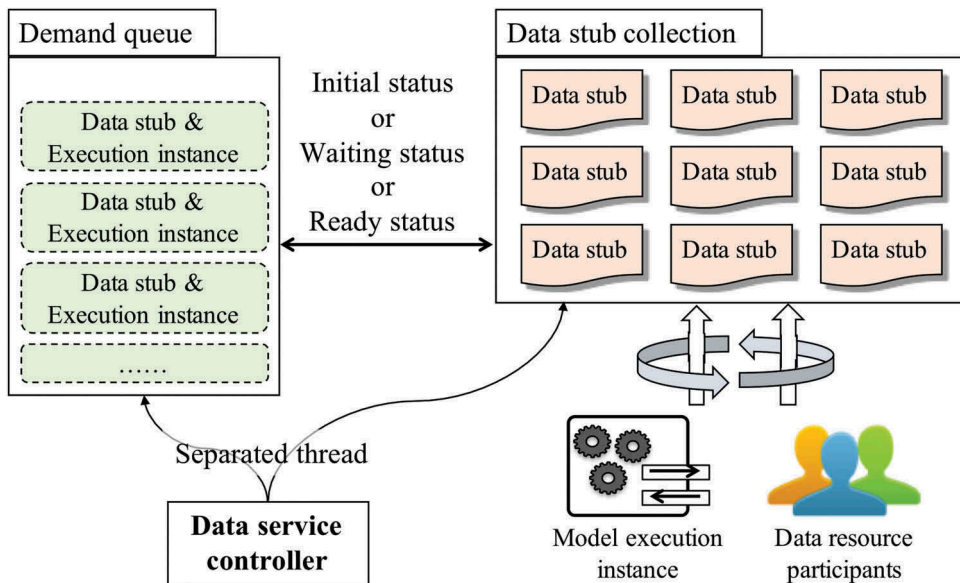 Demand queue
Data stub &
Execution instance
Data stub &
Execution instance
Data stub &
Execution instance
......
Initial status
or
Waiting status
or
Ready status
Data stub collection
Data stub
Data stub
Data stub
Data stub
Data stub
Data stub
Data stub
Data stub
Data stub
Separated thread
Data service
controller
Model execution
instance
Data resource
participants